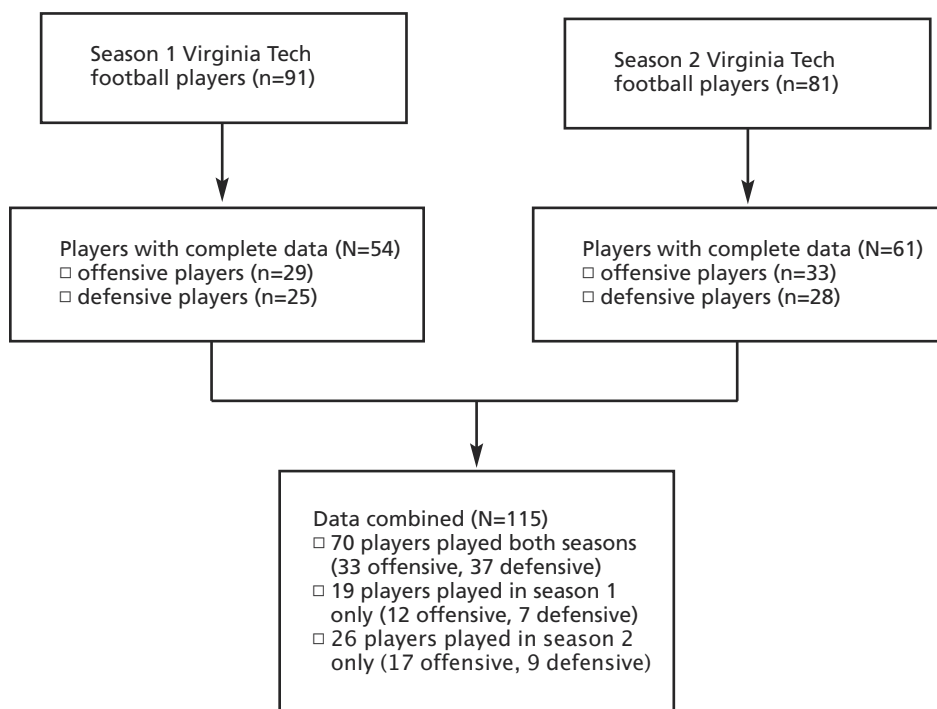 Season 1 Virginia Tech
football players (n=91)
Season 2 Virginia Tech
football players (n=81)
Players with complete data (N=54)
□ offensive players (n=29)
□ defensive players (n=25)
Players with complete data (N=61)
□ offensive players (n=33)
□ defensive players (n=28)
Data combined (N=115)
□ 70 players played both seasons
(33 offensive, 37 defensive)
□ 19 players played in season 1
only (12 offensive, 7 defensive)
□ 26 players played in season 2
only (17 offensive, 9 defensive)